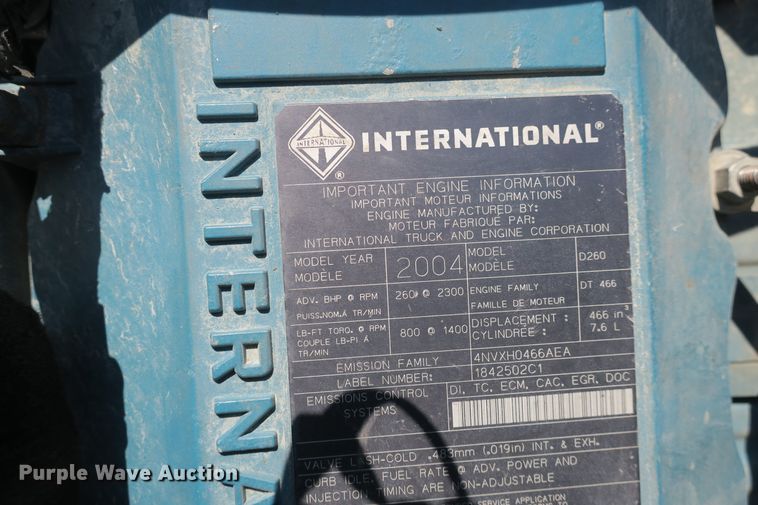 INTERNA
INTERNATIONAL
INTERNATIONAL®
®
IMPORTANT ENGINE INFORMATION
IMPORTANT MOTEUR INFORMATIONS
ENGINE MANUFACTURED BY:
MOTEUR FABRIQUÉ PAR:
INTERNATIONAL TRUCK AND ENGINE CORPORATION
MODEL YEAR
MODÈLE
2004
MODEL
MODÈLE
D260
ADV. BHP @ RPM
PUISS.NOM.Á TR/MIN
260 @ 2300
ENGINE FAMILY
FAMILLE DE MOTEUR
DT 466
LB-FT TORQ. @ RPM
COUPLE LB-PI Á
TR/MIN
800 @ 1400
DISPLACEMENT :
CYLINDRÉE :
466 in³
7.6 L
EMISSION FAMILY
4NVXH0466AEA
LABEL NUMBER:
1842502C1
EMISSIONS CONTROL
SYSTEMS
DI, TC, ECM, CAC, EGR, DOC
VALVE LASH-COLD .483mm (.019in) INT. & EXH.
CURB IDLE, FUEL RATE @ ADV. POWER AND
INJECTION TIMING ARE NON-ADJUSTABLE
SERVICE APPLICATION
Purple Wave Auction